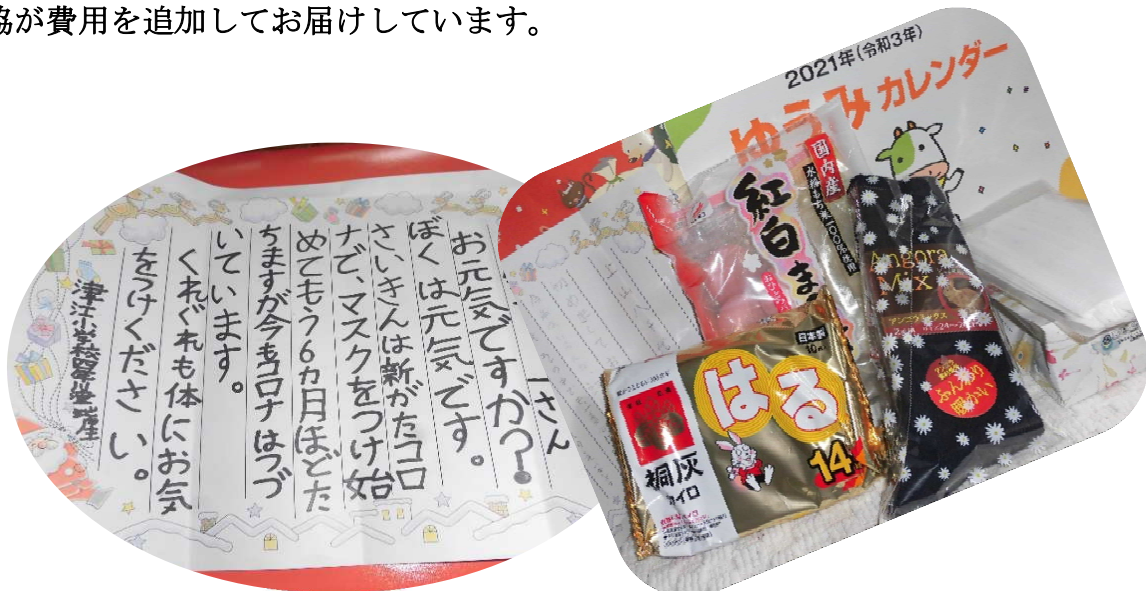 協が費用を追加してお届けしています。
さん
お元気ですか?
ぼくは元気です。
さいきんは新がたコロ
ナで、マスクをつけ始
めてもう6カ月ほどた
ちますが今もコロナはつづ
いています。
くれぐれも体にお気
をつけください。
2021年(令和3年)
ゆうみカレンダー
国内産
紅白ま
Angora
Mix
アンゴラミックス
ふんわり
暖かい
日本製
はる
14
桐灰
カイロ